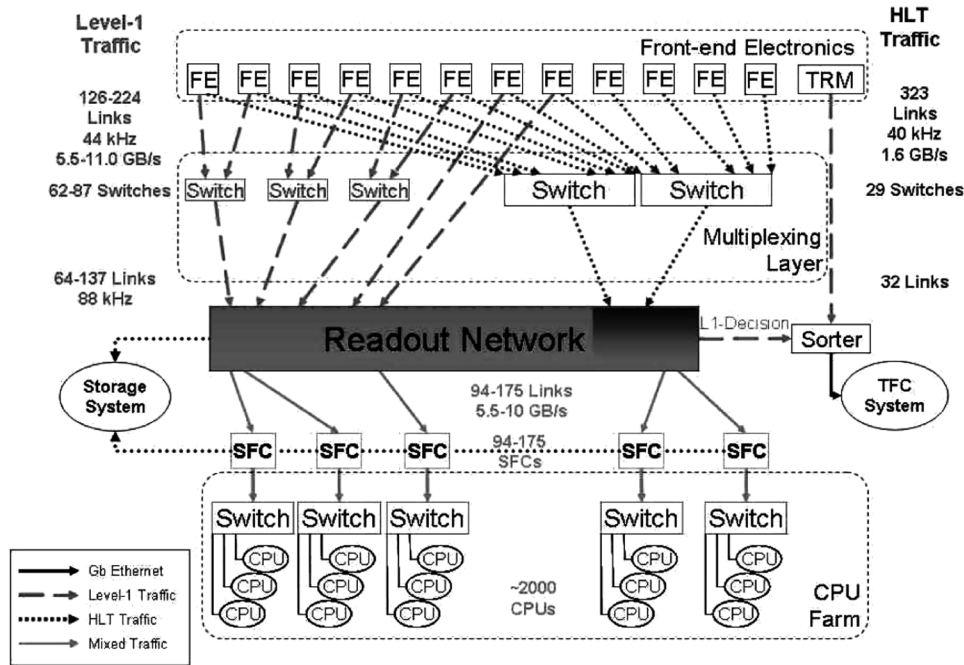 Level-1
Traffic
HLT
Traffic
Front-end Electronics
FE FE FE FE FE FE FE FE FE FE FE FE TRM
126-224
Links
44 kHz
5.5-11.0 GB/s
323
Links
40 kHz
1.6 GB/s
62-87 Switches
Switch Switch Switch Switch Switch
29 Switches
Multiplexing
Layer
64-137 Links
88 kHz
32 Links
Readout Network
L1-Decision
Sorter
Storage
System
94-175 Links
5.5-10 GB/s
TFC
System
SFC SFC SFC SFC SFC
94-175
SFCs
Switch Switch Switch Switch Switch
CPU CPU CPU CPU CPU
CPU CPU CPU CPU CPU
CPU CPU CPU CPU CPU
~2000
CPUs
CPU
Farm
Gb Ethernet
Level-1 Traffic
HLT Traffic
Mixed Traffic